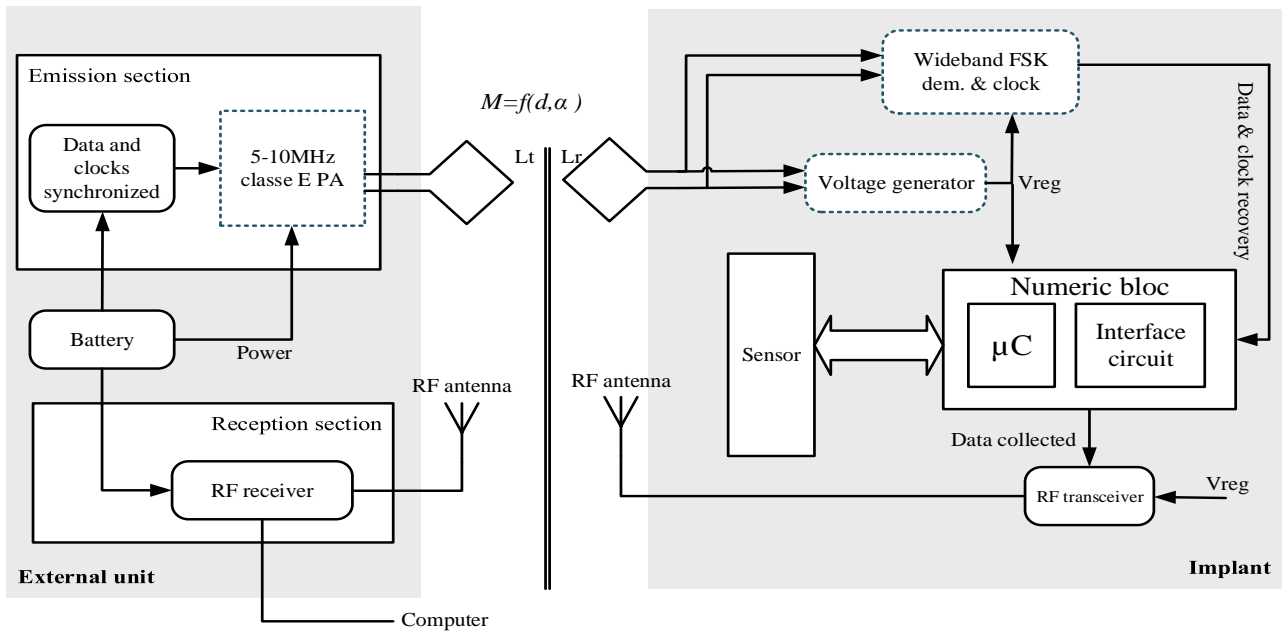 Emission section
Data and
clocks
synchronized
5-10MHz
classe E PA
Battery
Power
Reception section
RF receiver
RF antenna
External unit
Computer
M=f(d,α )
Lt
Lr
RF antenna
Wideband FSK
dem. & clock
Voltage generator
Vreg
Data & clock recovery
Sensor
Numeric bloc
µC
Interface
circuit
Data collected
RF transceiver
Vreg
Implant